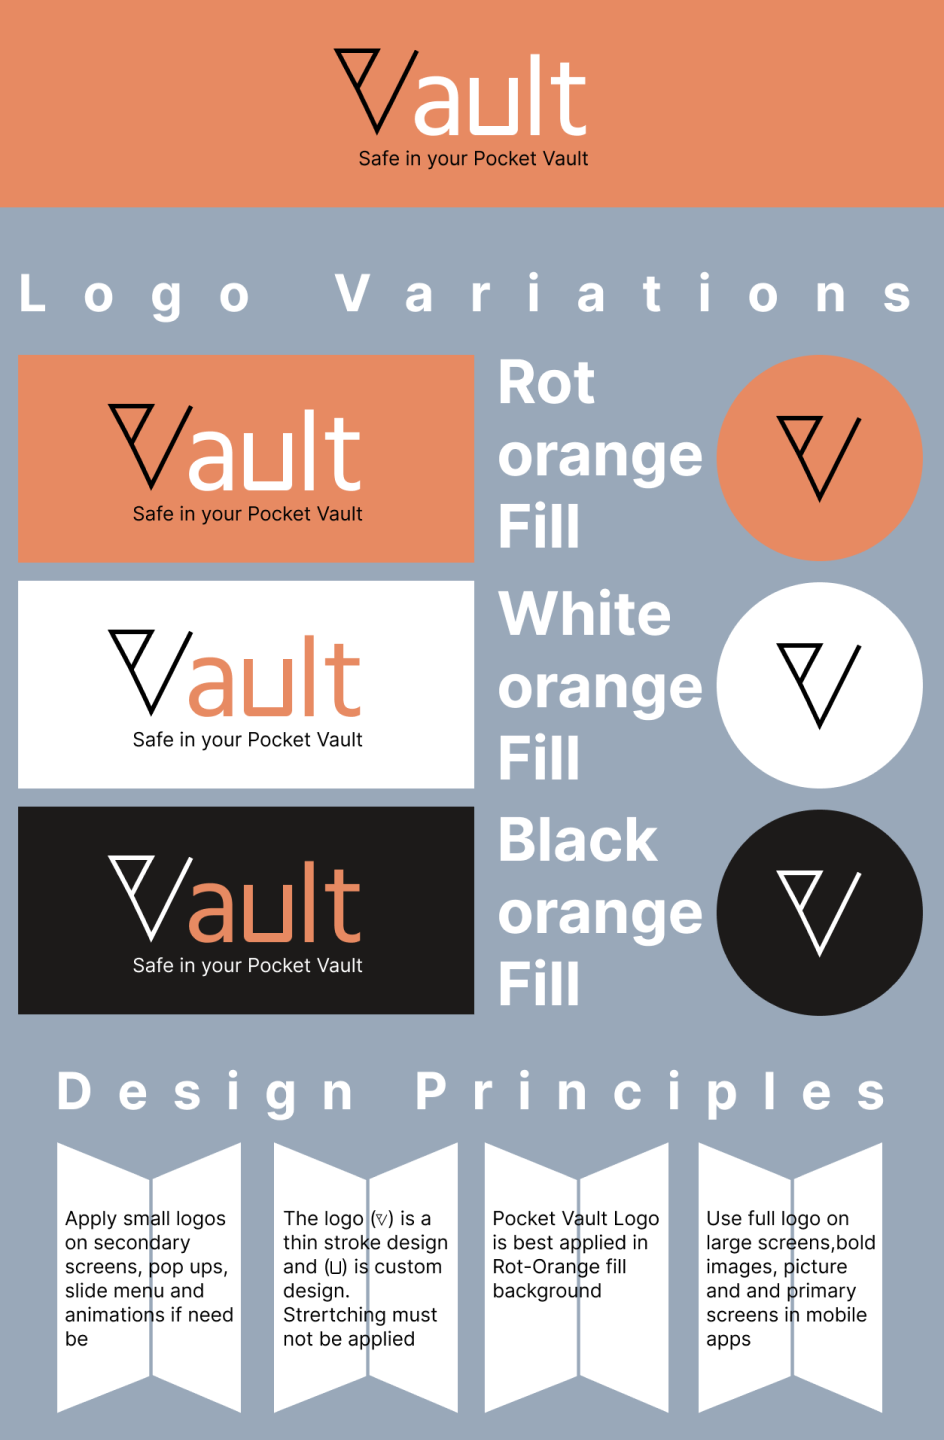 Vault
Safe in your Pocket Vault
Logo Variations
Vault
Safe in your Pocket Vault
Rot
orange
Fill
V
Vault
Safe in your Pocket Vault
White
orange
Fill
V
Vault
Safe in your Pocket Vault
Black
orange
Fill
V
Design Principles
Apply small logos
on secondary
screens, pop ups,
slide menu and
animations if need
be
The logo (V) is a
thin stroke design
and (u) is custom
design.
Strertching must
not be applied
Pocket Vault Logo
is best applied in
Rot-Orange fill
background
Use full logo on
large screens,bold
images, picture
and and primary
screens in mobile
apps